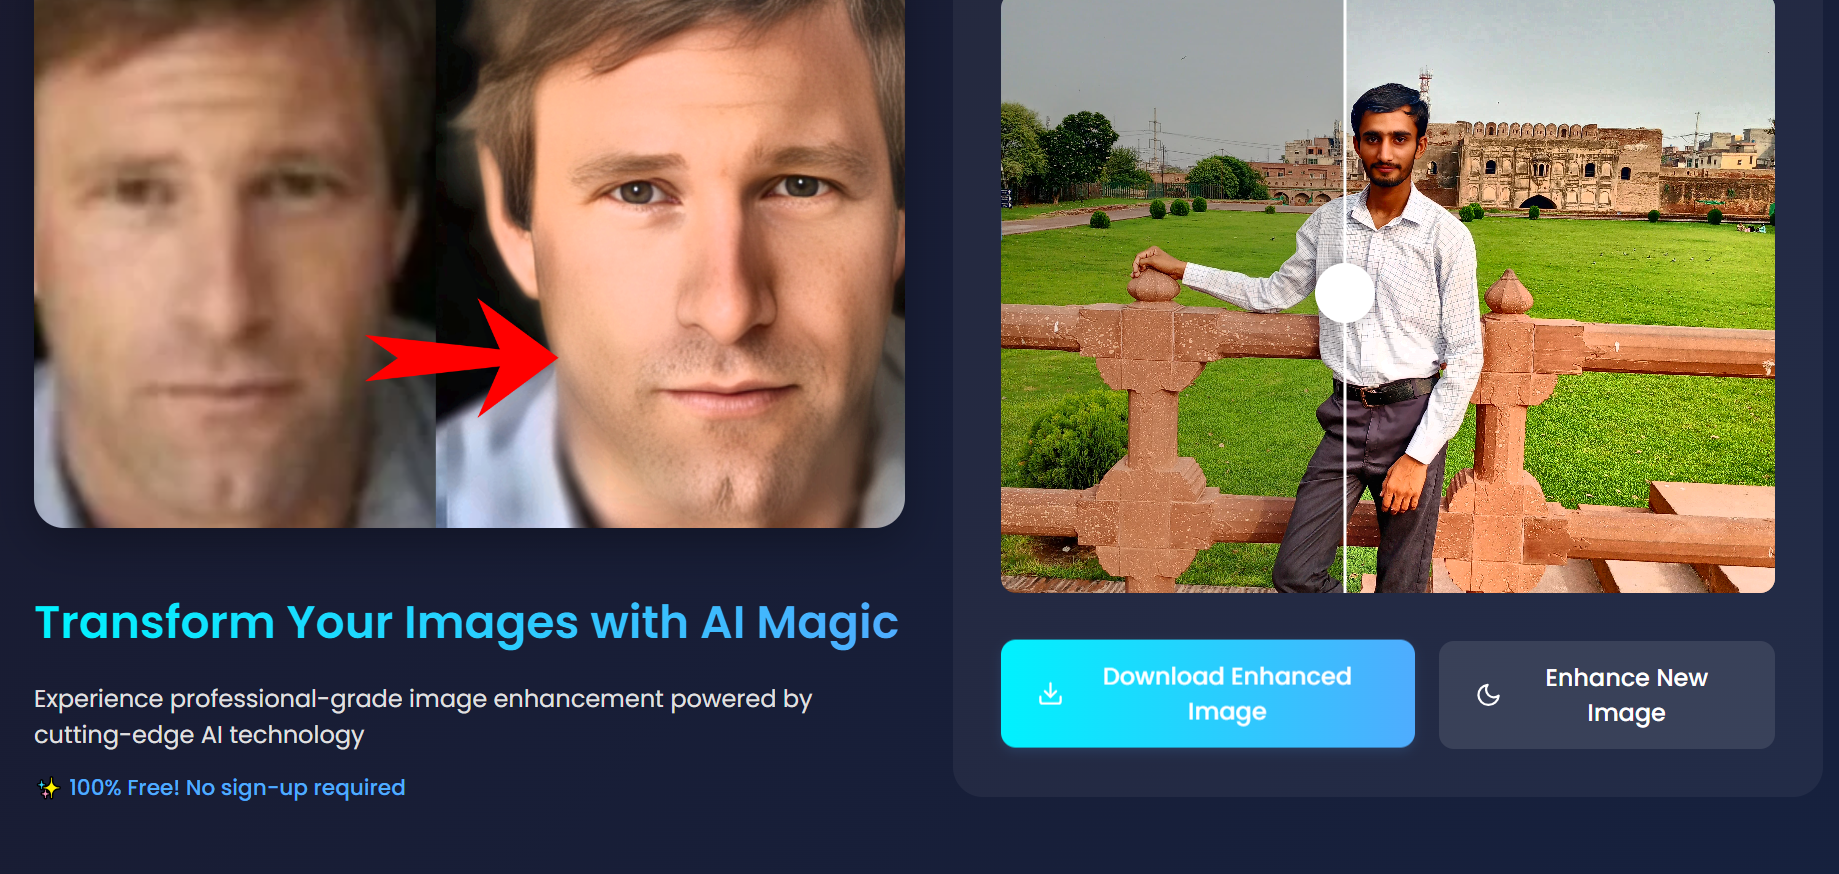 Transform Your Images with AI Magic
Experience professional-grade image enhancement powered by
cutting-edge AI technology
✨ 100% Free! No sign-up required
Download Enhanced
Image
Enhance New
Image